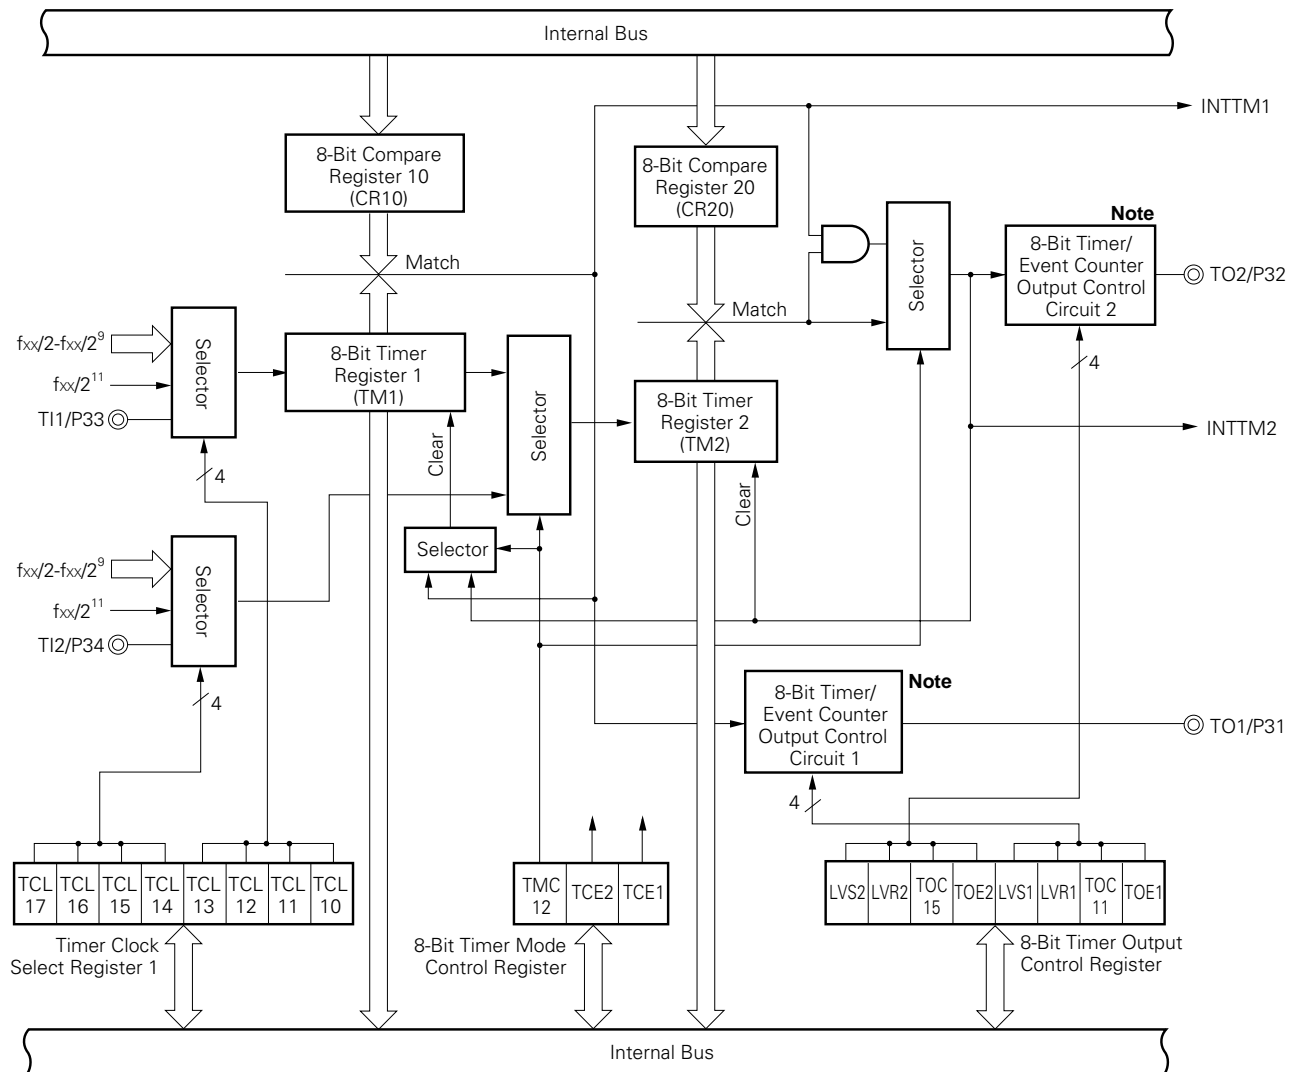 Internal Bus
INTTM1
8-Bit Compare
Register 10
(CR10)
8-Bit Compare
Register 20
(CR20)
Note
8-Bit Timer/
Event Counter
Output Control
Circuit 2
TO2/P32
Selector
Match
Match
fxx/2-fxx/2⁹
fxx/2¹¹
TI1/P33
Selector
8-Bit Timer
Register 1
(TM1)
Selector
8-Bit Timer
Register 2
(TM2)
4
INTTM2
Clear
Clear
4
Selector
fxx/2-fxx/2⁹
fxx/2¹¹
TI2/P34
Selector
4
Note
8-Bit Timer/
Event Counter
Output Control
Circuit 1
TO1/P31
4
TCL 17
TCL 16
TCL 15
TCL 14
TCL 13
TCL 12
TCL 11
TCL 10
TMC 12
TCE2
TCE1
LVS2
LVR2
TOC 15
TOE2
LVS1
LVR1
TOC 11
TOE1
Timer Clock
Select Register 1
8-Bit Timer Mode
Control Register
8-Bit Timer Output
Control Register
Internal Bus